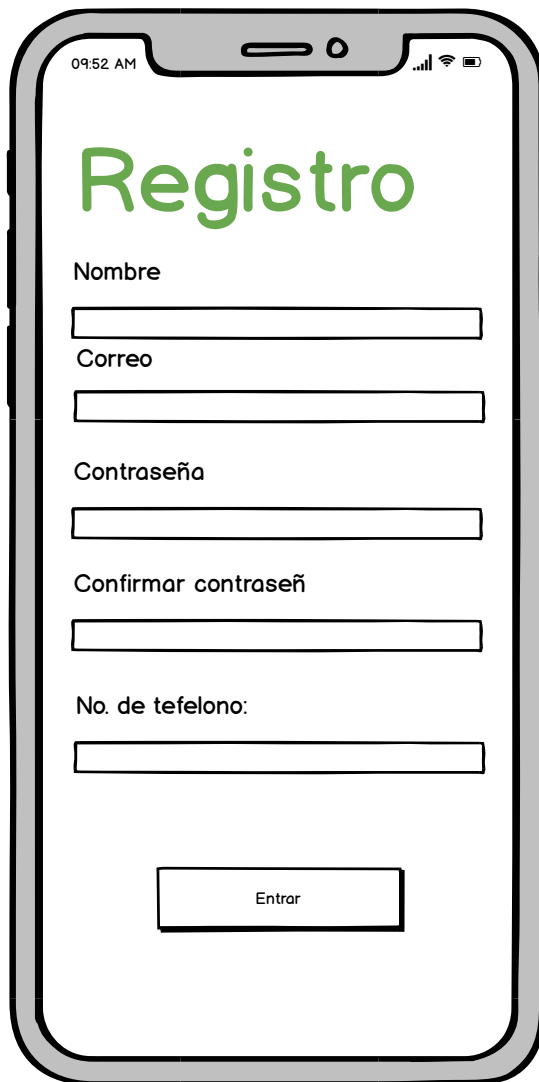 09:52 AM
Registro
Nombre
Correo
Contraseña
Confirmar contraseñ
No. de tefelono:
Entrar